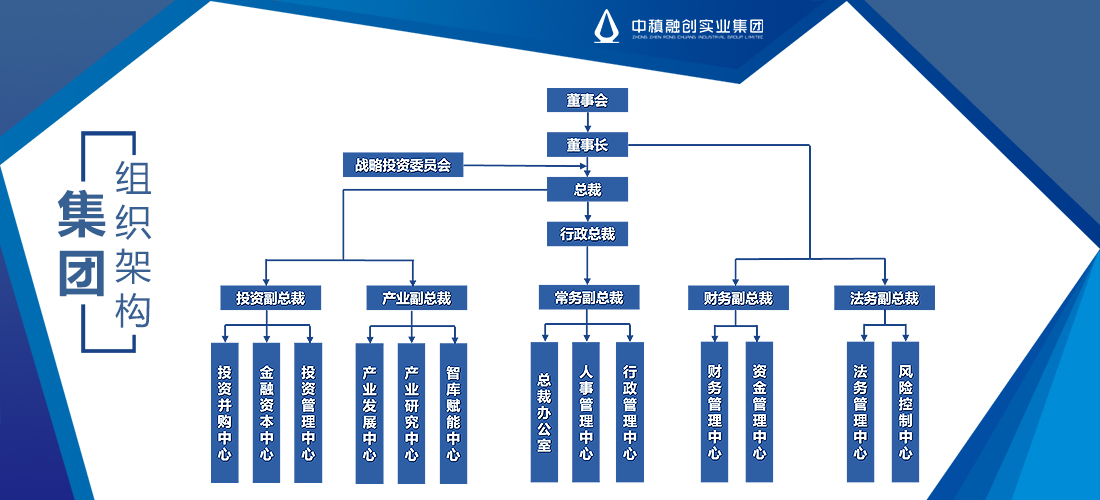 中稹融创实业集团
ZHONG ZHEN RONG CHUANG INDUSTRIAL GROUP LIMITED
集团
组织架构
董事会
董事长
战略投资委员会
总裁
行政总裁
投资副总裁
产业副总裁
常务副总裁
财务副总裁
法务副总裁
投资并购中心
金融资本中心
投资管理中心
产业发展中心
产业研究中心
智库赋能中心
总裁办公室
人事管理中心
行政管理中心
财务管理中心
资金管理中心
法务管理中心
风险控制中心